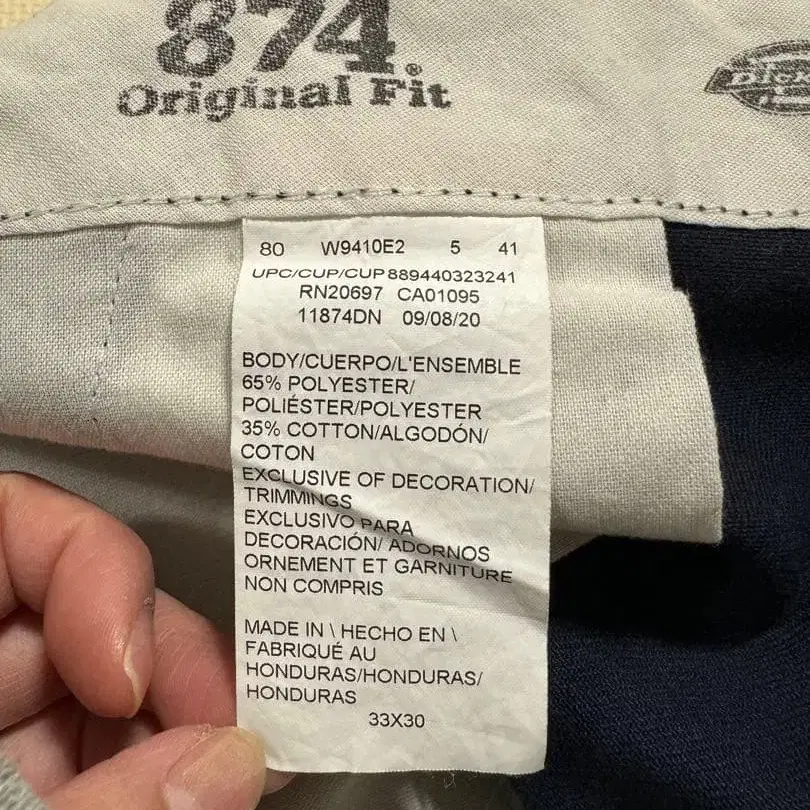 874®
Original Fit
Dickies
80 W9410E2 5 41
UPC/CUP/CUP889440323241
RN20697 CA01095
11874DN 09/08/20
BODY/CUERPO/L'ENSEMBLE
65% POLYESTER/
POLIÉSTER/POLYESTER
35% COTTON/ALGODÓN/
COTON
EXCLUSIVE OF DECORATION/
TRIMMINGS
EXCLUSIVO PARA
DECORACIÓN/ ADORNOS
ORNEMENT ET GARNITURE
NON COMPRIS
MADE IN \ HECHO EN \
FABRIQUÉ AU
HONDURAS/HONDURAS/
HONDURAS
33X30